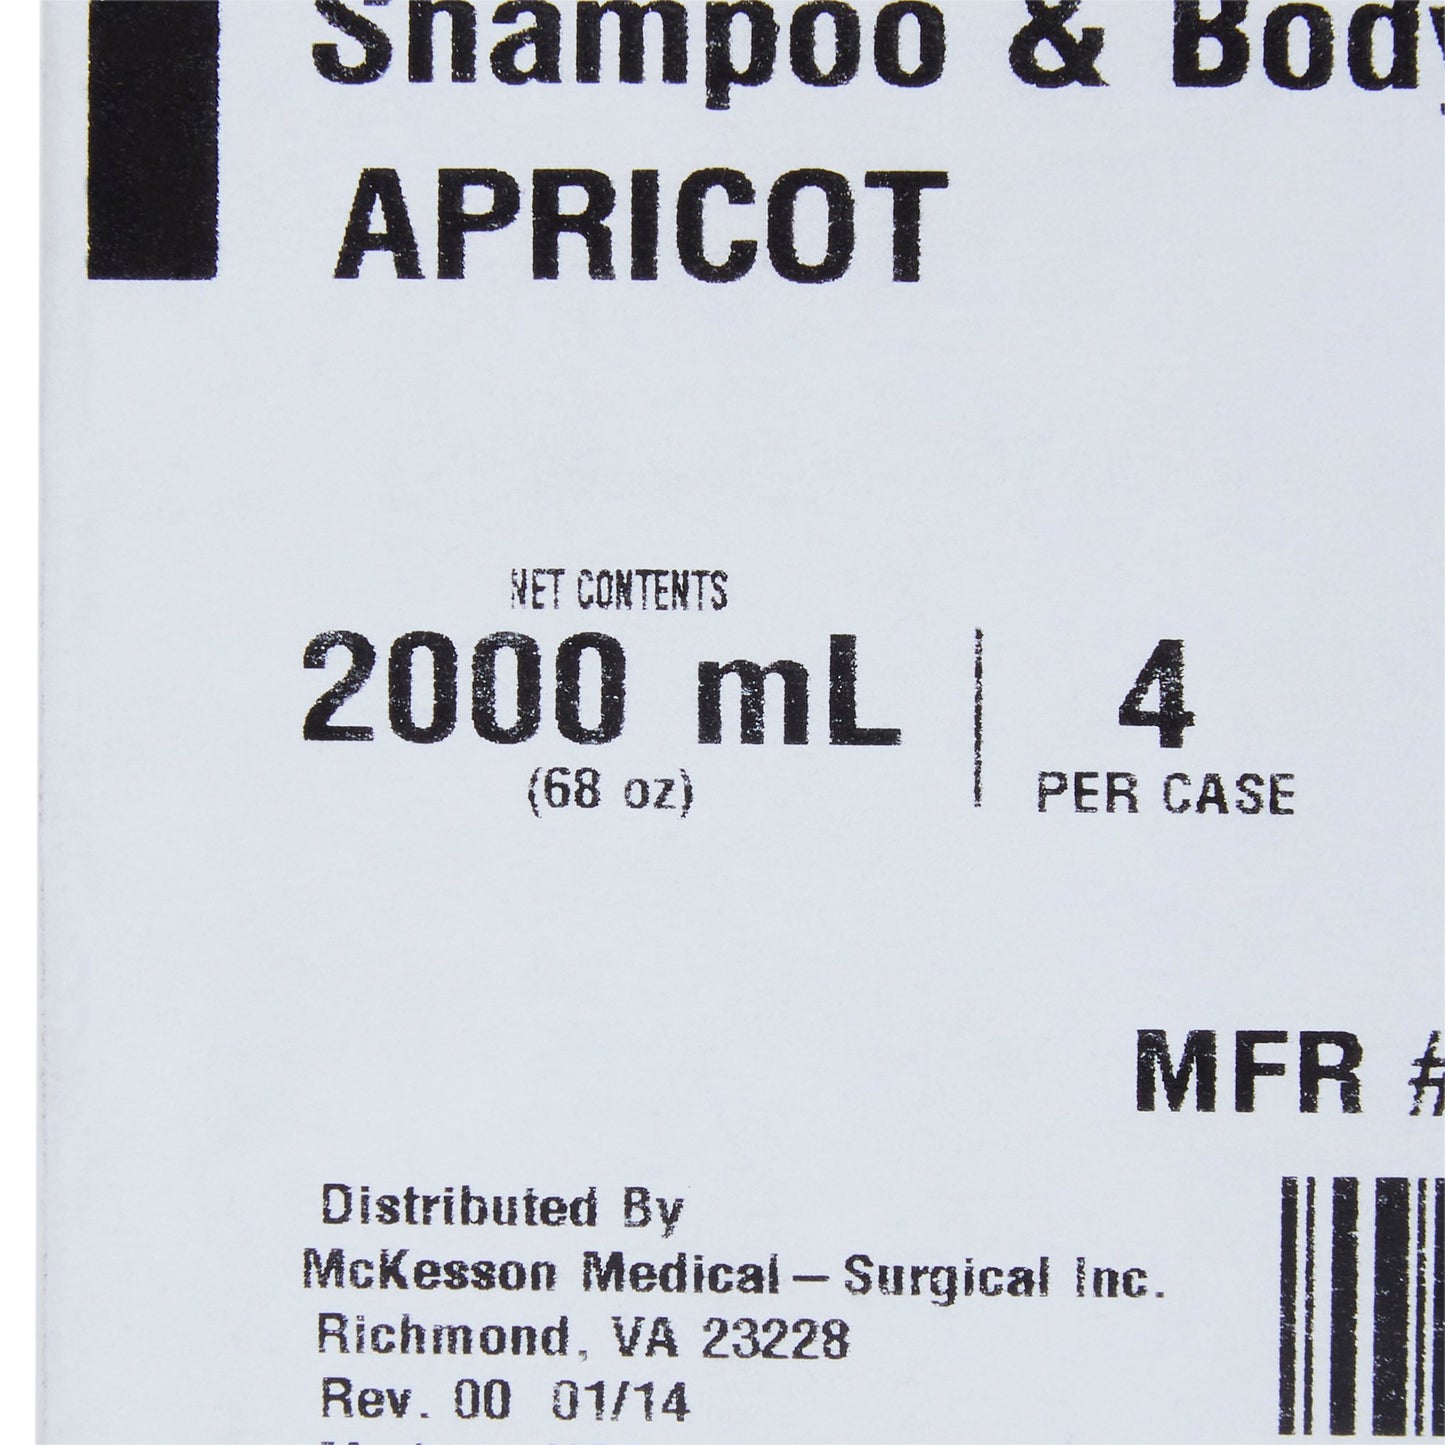 Shampoo & Body
APRICOT
NET CONTENTS
2000 mL
(68 oz)
4
PER CASE
MFR #
Distributed By
McKesson Medical – Surgical Inc.
Richmond, VA 23228
Rev. 00 01/14